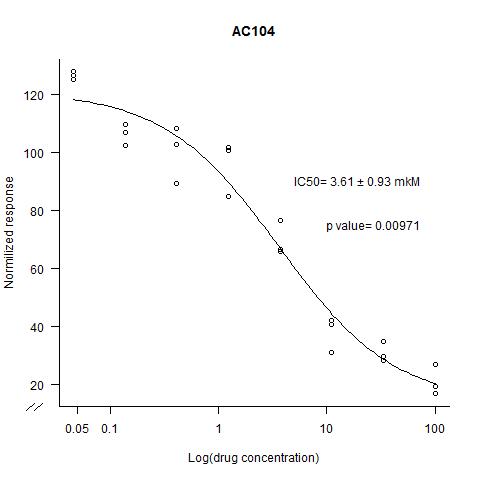 AC104
Normilized response
120
100
80
60
40
20
IC50= 3.61 ± 0.93 mkM
p value= 0.00971
0.05 0.1 1 10 100
Log(drug concentration)